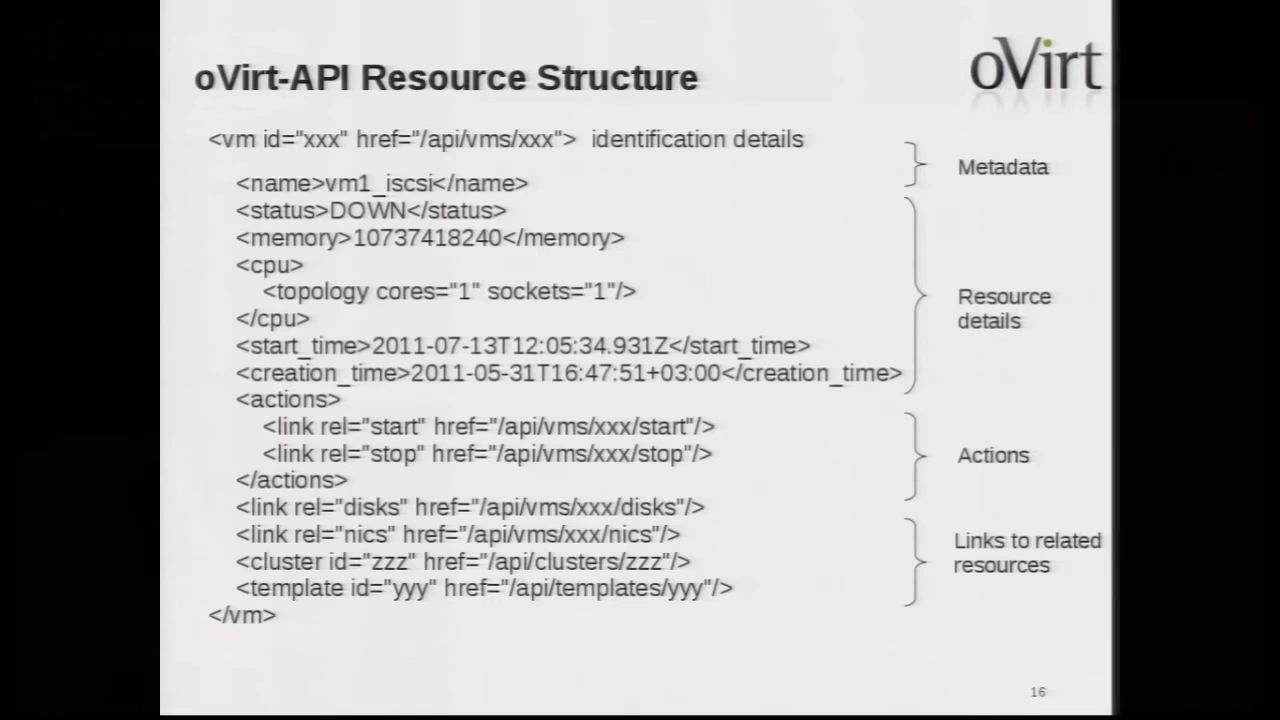 oVirt
oVirt-API Resource Structure
<vm id="xxx" href="/api/vms/xxx"> identification details
Metadata
<name>vm1_iscsi</name>
<status>DOWN</status>
<memory>10737418240</memory>
<cpu>
<topology cores="1" sockets="1"/>
</cpu>
<start_time>2011-07-13T12:05:34.931Z</start_time>
<creation_time>2011-05-31T16:47:51+03:00</creation_time>
Resource
details
<actions>
<link rel="start" href="/api/vms/xxx/start"/>
<link rel="stop" href="/api/vms/xxx/stop"/>
</actions>
Actions
<link rel="disks" href="/api/vms/xxx/disks"/>
<link rel="nics" href="/api/vms/xxx/nics"/>
<cluster id="zzz" href="/api/clusters/zzz"/>
<template id="yyy" href="/api/templates/yyy"/>
Links to related
resources
</vm>
16